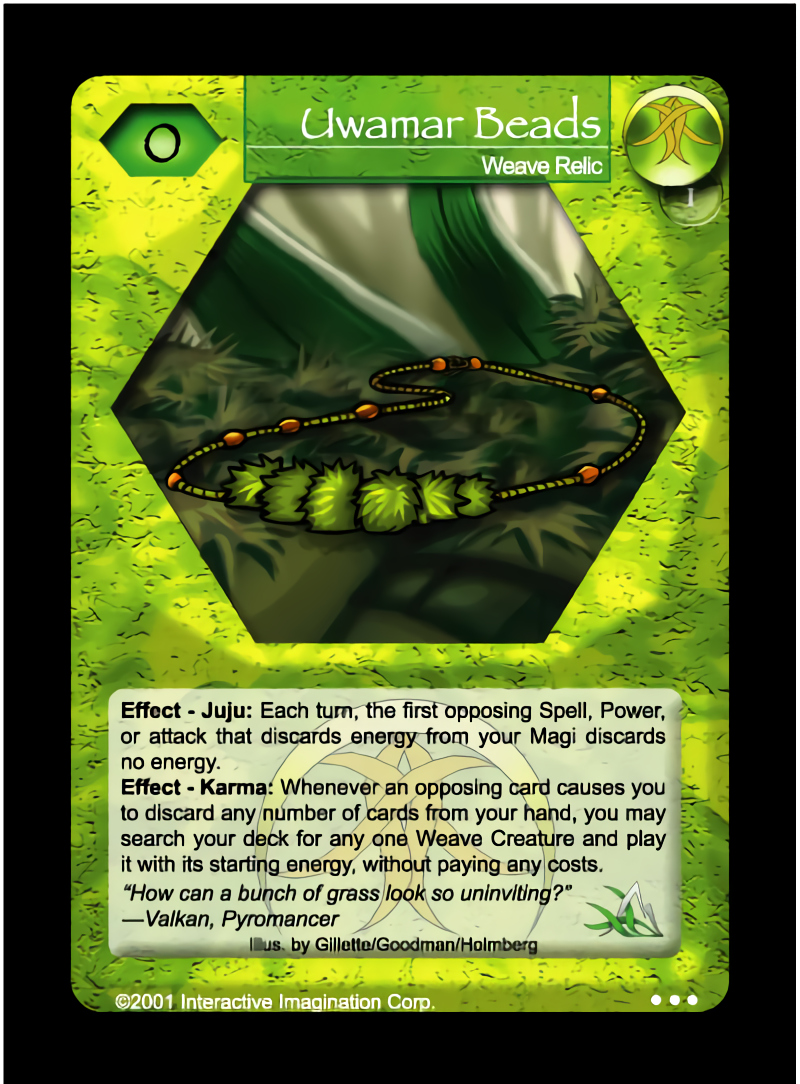 0
Uwamar Beads
Weave Relic
I
Effect - Juju: Each turn, the first opposing Spell, Power,
or attack that discards energy from your Magi discards
no energy.
Effect - Karma: Whenever an opposing card causes you
to discard any number of cards from your hand, you may
search your deck for any one Weave Creature and play
it with its starting energy, without paying any costs.
“How can a bunch of grass look so uninviting?”
—Valkan, Pyromancer
Illus. by Gillette/Goodman/Holmberg
©2001 Interactive Imagination Corp.